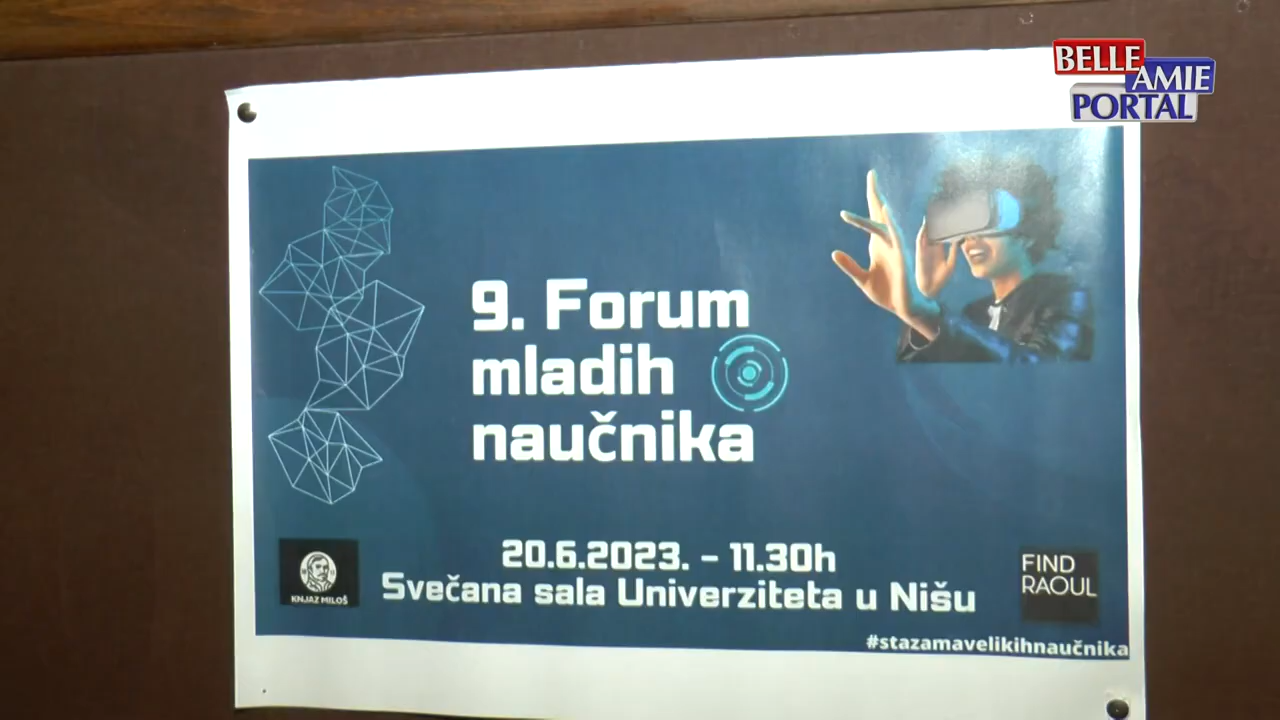 BELLE
AMIE
PORTAL
9. Forum
mladih
naučnika
20.6.2023. - 11.30h
Svečana sala Univerziteta u Nišu
KNJAZ MILOŠ
FIND
RAOUL
#stazamavelikihnaučnika